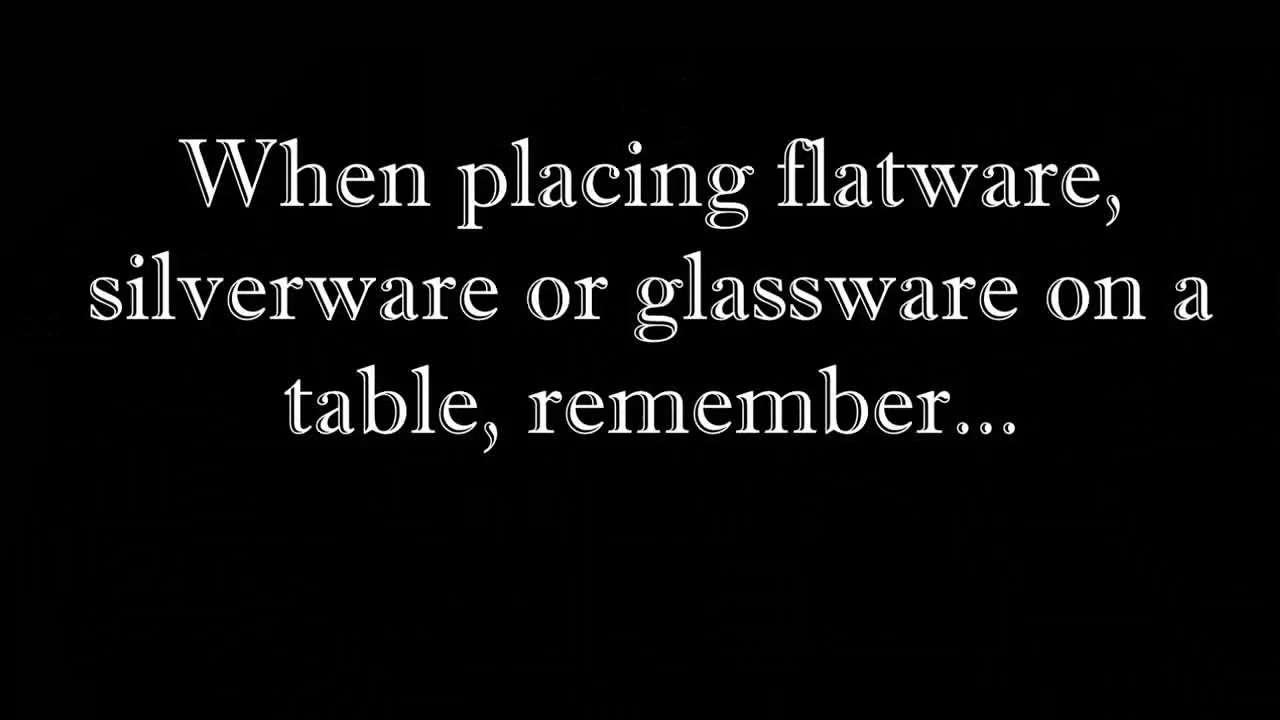 When placing flatware,
silverware or glassware on a
table, remember...